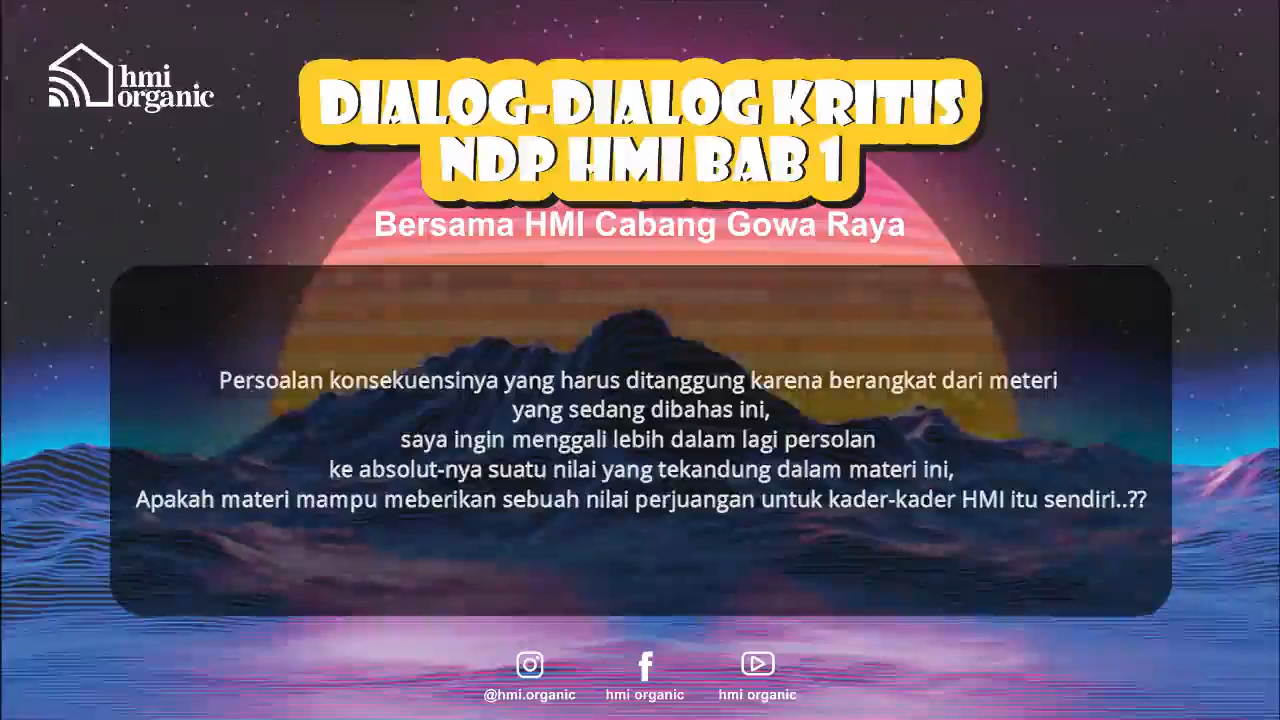 hmi
organic
DIALOG-DIALOG KRITIS
NDP HMI BAB 1
Bersama HMI Cabang Gowa Raya
Persoalan konsekuensinya yang harus ditanggung karena berangkat dari meteri
yang sedang dibahas ini,
saya ingin menggali lebih dalam lagi persolan
ke absolut-nya suatu nilai yang tekandung dalam materi ini,
Apakah materi mampu meberikan sebuah nilai perjuangan untuk kader-kader HMI itu sendiri..??
@hmi.organic
hmi organic
hmi organic